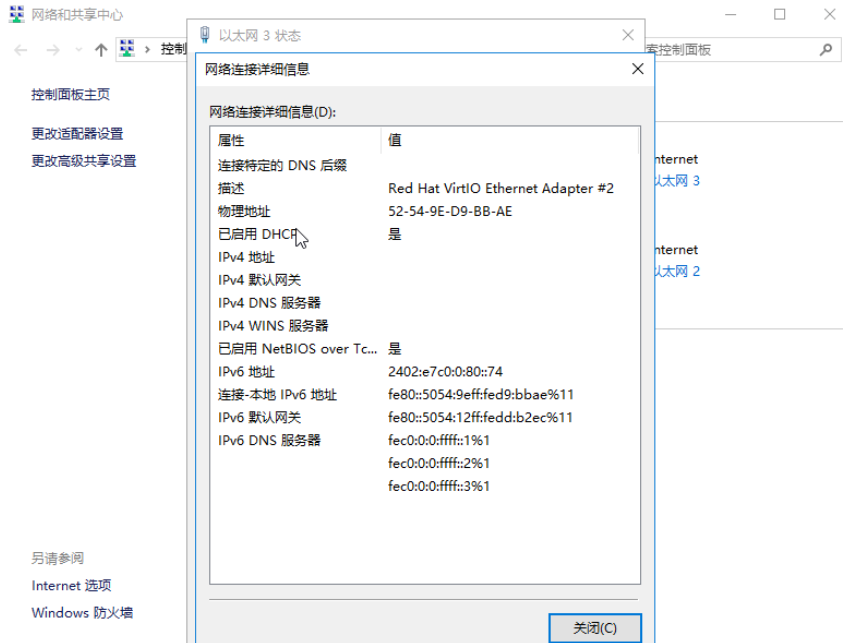 网络和共享中心
以太网 3 状态
控制
索控制面板
网络连接详细信息
控制面板主页
更改适配器设置
更改高级共享设置
网络连接详细信息(D):
属性 值
连接特定的 DNS 后缀
描述 Red Hat VirtIO Ethernet Adapter #2
物理地址 52-54-9E-D9-BB-AE
已启用 DHCP 是
IPv4 地址
IPv4 默认网关
IPv4 DNS 服务器
IPv4 WINS 服务器
已启用 NetBIOS over Tc... 是
IPv6 地址 2402:e7c0:0:80::74
连接-本地 IPv6 地址 fe80::5054:9eff:fed9:bbae%11
IPv6 默认网关 fe80::5054:12ff:fedd:b2ec%11
IPv6 DNS 服务器 fec0:0:0:ffff::1%1
fec0:0:0:ffff::2%1
fec0:0:0:ffff::3%1
nternet
以太网 3
nternet
以太网 2
另请参阅
Internet 选项
Windows 防火墙
关闭(C)